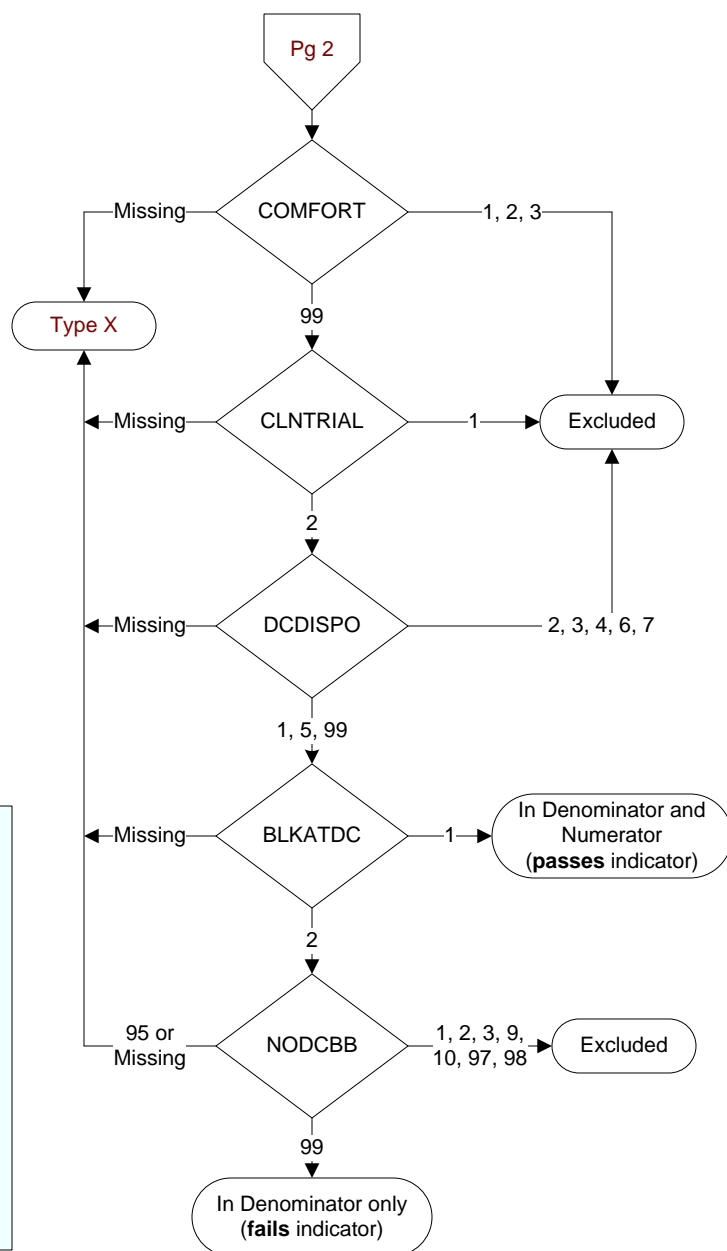 Pg 2
Missing
COMFORT
1, 2, 3
Type X
99
Missing
CLNTRIAL
1
Excluded
2
Missing
DCDISPO
2, 3, 4, 6, 7
1, 5, 99
Missing
BLKATDC
1
In Denominator and
Numerator
(passes indicator)
2
95 or
Missing
NODCBB
1, 2, 3, 9,
10, 97, 98
Excluded
99
In Denominator only
(fails indicator)